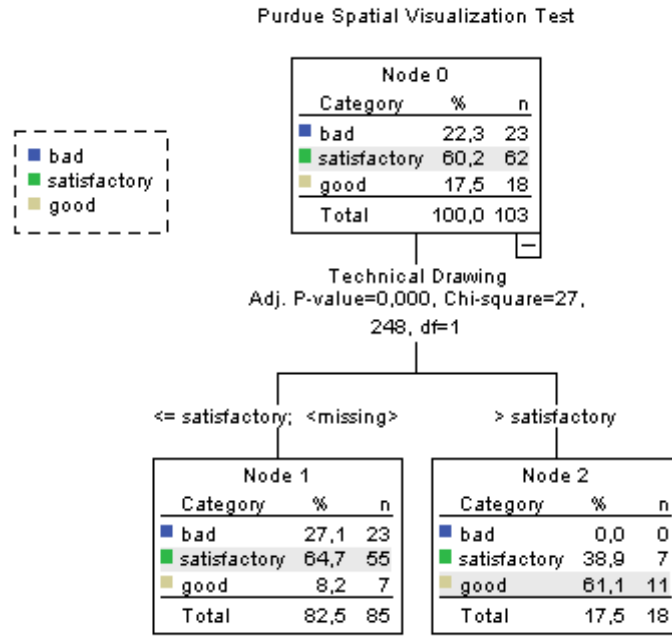 Purdue Spatial Visualization Test
Node 0
Category % n
bad 22,3 23
satisfactory 60,2 62
good 17,5 18
Total 100,0 103
bad
satisfactory
good
Technical Drawing
Adj. P-value=0,000, Chi-square=27,
248, df=1
<= satisfactory; <missing>
> satisfactory
Node 1
Category % n
bad 27,1 23
satisfactory 64,7 55
good 8,2 7
Total 82,5 85
Node 2
Category % n
bad 0,0 0
satisfactory 38,9 7
good 61,1 11
Total 17,5 18